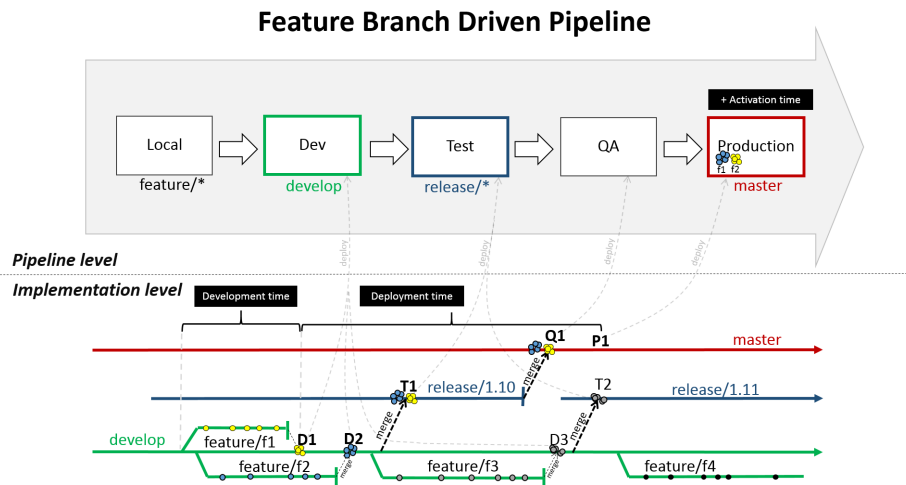 Feature Branch Driven Pipeline
+ Activation time
Local
Dev
Test
QA
Production
f1 f2
feature/*
develop
release/*
master
deploy
deploy
deploy
deploy
Pipeline level
Implementation level
Development time
Deployment time
Q1
P1
master
merge
T1
release/1.10
T2
release/1.11
merge
merge
develop
feature/f1
D1
D2
D3
merge
merge
feature/f2
feature/f3
feature/f4